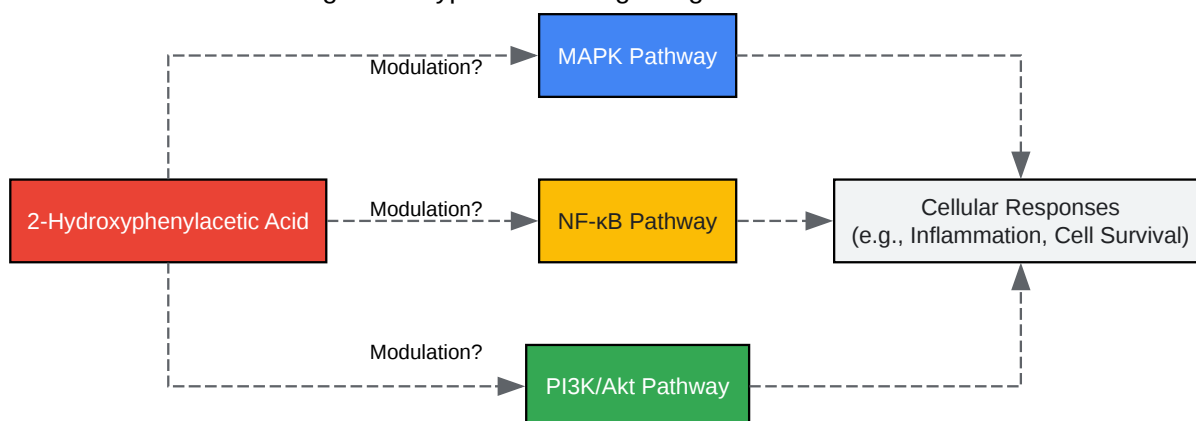 MAPK Pathway
Modulation?
2-Hydroxyphenylacetic Acid
Modulation?
NF-κB Pathway
Cellular Responses
(e.g., Inflammation, Cell Survival)
Modulation?
PI3K/Akt Pathway